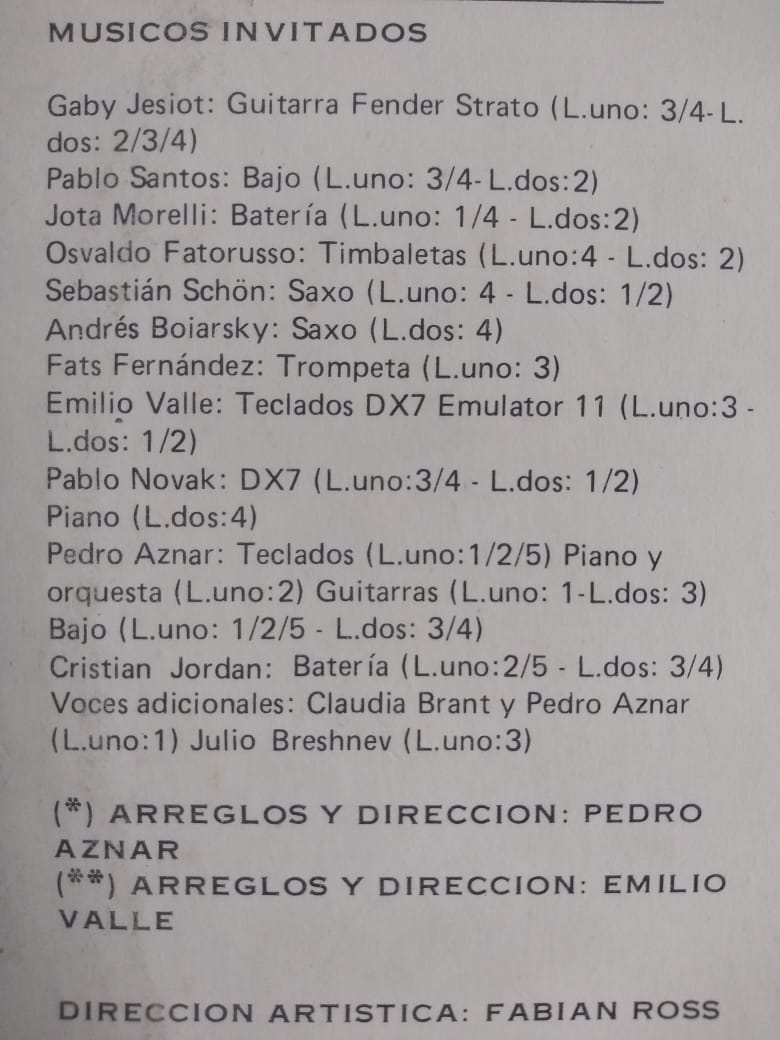 MUSICOS INVITADOS
Gaby Jesiot: Guitarra Fender Strato (L.uno: 3/4- L.
dos: 2/3/4)
Pablo Santos: Bajo (L.uno: 3/4- L.dos:2)
Jota Morelli: Batería (L.uno: 1/4 - L.dos:2)
Osvaldo Fatorusso: Timbaletas (L.uno:4 - L.dos: 2)
Sebastián Schön: Saxo (L.uno: 4 - L.dos: 1/2)
Andrés Boiarsky: Saxo (L.dos: 4)
Fats Fernández: Trompeta (L.uno: 3)
Emilio Valle: Teclados DX7 Emulator 11 (L.uno:3 -
L.dos: 1/2)
Pablo Novak: DX7 (L.uno:3/4 - L.dos: 1/2)
Piano (L.dos:4)
Pedro Aznar: Teclados (L.uno:1/2/5) Piano y
orquesta (L.uno:2) Guitarras (L.uno: 1-L.dos: 3)
Bajo (L.uno: 1/2/5 - L.dos: 3/4)
Cristian Jordan: Batería (L.uno:2/5 - L.dos: 3/4)
Voces adicionales: Claudia Brant y Pedro Aznar
(L.uno:1) Julio Breshnev (L.uno:3)
(*) ARREGLOS Y DIRECCION: PEDRO
AZNAR
(**) ARREGLOS Y DIRECCION: EMILIO
VALLE
DIRECCION ARTISTICA: FABIAN ROSS